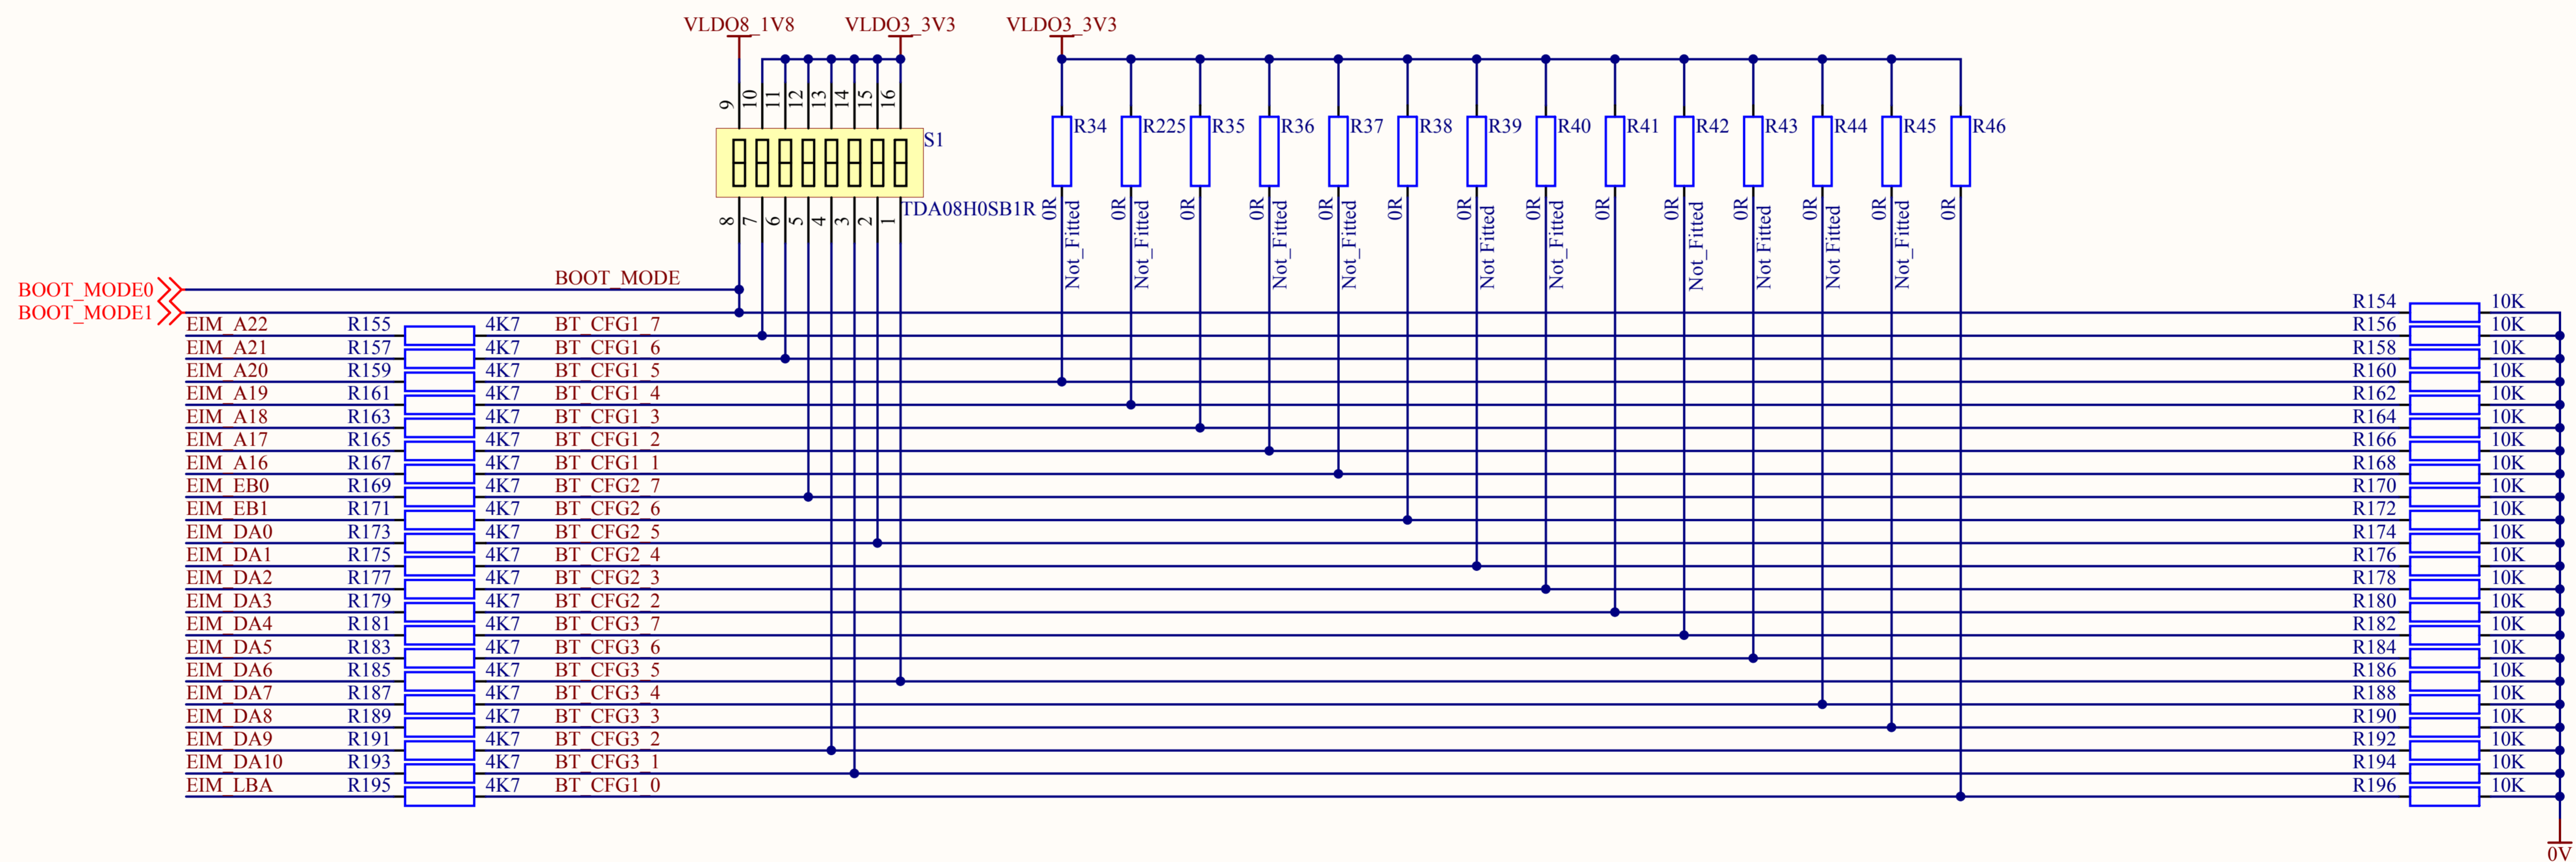 VLDO8_1V8 VLDO3_3V3 VLDO3_3V3
9 10 11 12 13 14 15 16
S1
R34 R225 R35 R36 R37 R38 R39 R40 R41 R42 R43 R44 R45 R46
TDA08H0SB1R
8 7 6 5 4 3 2 1
0R 0R 0R 0R 0R 0R 0R 0R 0R 0R 0R 0R 0R 0R
Not_Fitted Not_Fitted Not_Fitted Not_Fitted Not Fitted Not_Fitted Not_Fitted Not Fitted Not Fitted Not_Fitted
BOOT_MODE0 BOOT_MODE
BOOT_MODE1 R154 10K
EIM_A22 R155 4K7 BT_CFG1_7 R156 10K
EIM_A21 R157 4K7 BT_CFG1_6 R158 10K
EIM_A20 R159 4K7 BT_CFG1_5 R160 10K
EIM_A19 R161 4K7 BT_CFG1_4 R162 10K
EIM_A18 R163 4K7 BT_CFG1_3 R164 10K
EIM_A17 R165 4K7 BT_CFG1_2 R166 10K
EIM_A16 R167 4K7 BT_CFG1_1 R168 10K
EIM_EB0 R169 4K7 BT_CFG2_7 R170 10K
EIM_EB1 R171 4K7 BT_CFG2_6 R172 10K
EIM_DA0 R173 4K7 BT_CFG2_5 R174 10K
EIM_DA1 R175 4K7 BT_CFG2_4 R176 10K
EIM_DA2 R177 4K7 BT_CFG2_3 R178 10K
EIM_DA3 R179 4K7 BT_CFG2_2 R180 10K
EIM_DA4 R181 4K7 BT_CFG3_7 R182 10K
EIM_DA5 R183 4K7 BT_CFG3_6 R184 10K
EIM_DA6 R185 4K7 BT_CFG3_5 R186 10K
EIM_DA7 R187 4K7 BT_CFG3_4 R188 10K
EIM_DA8 R189 4K7 BT_CFG3_3 R190 10K
EIM_DA9 R191 4K7 BT_CFG3_2 R192 10K
EIM_DA10 R193 4K7 BT_CFG3_1 R194 10K
EIM_LBA R195 4K7 BT_CFG1_0 R196 10K
0V